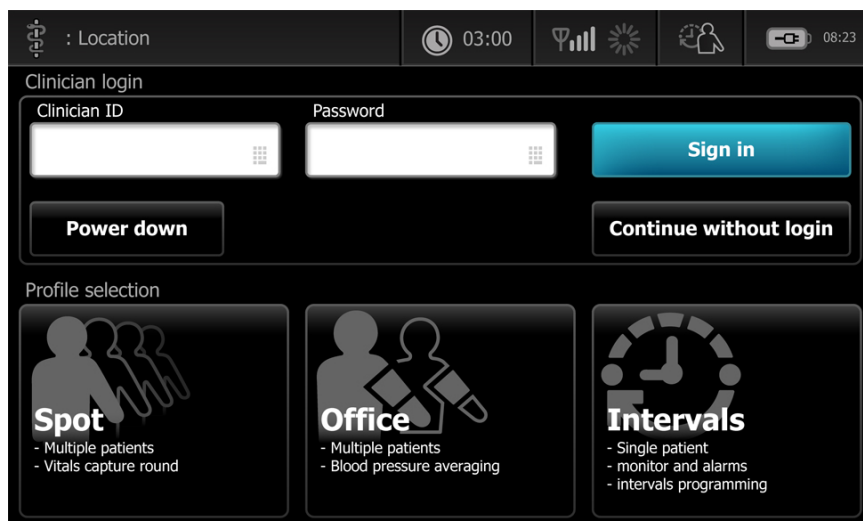 : Location
03:00
08:23
Clinician login
Clinician ID
Password
Sign in
Power down
Continue without login
Profile selection
Spot
- Multiple patients
- Vitals capture round
Office
- Multiple patients
- Blood pressure averaging
Intervals
- Single patient
- monitor and alarms
- intervals programming